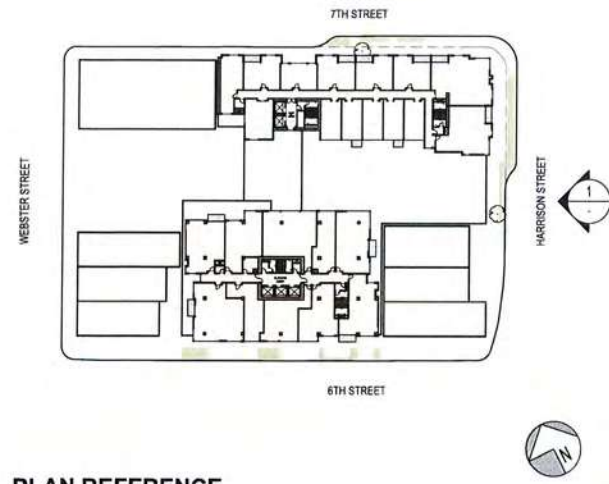 7TH STREET
WEBSTER STREET
HARRISON STREET
1
-
6TH STREET
N
PLAN REFERENCE